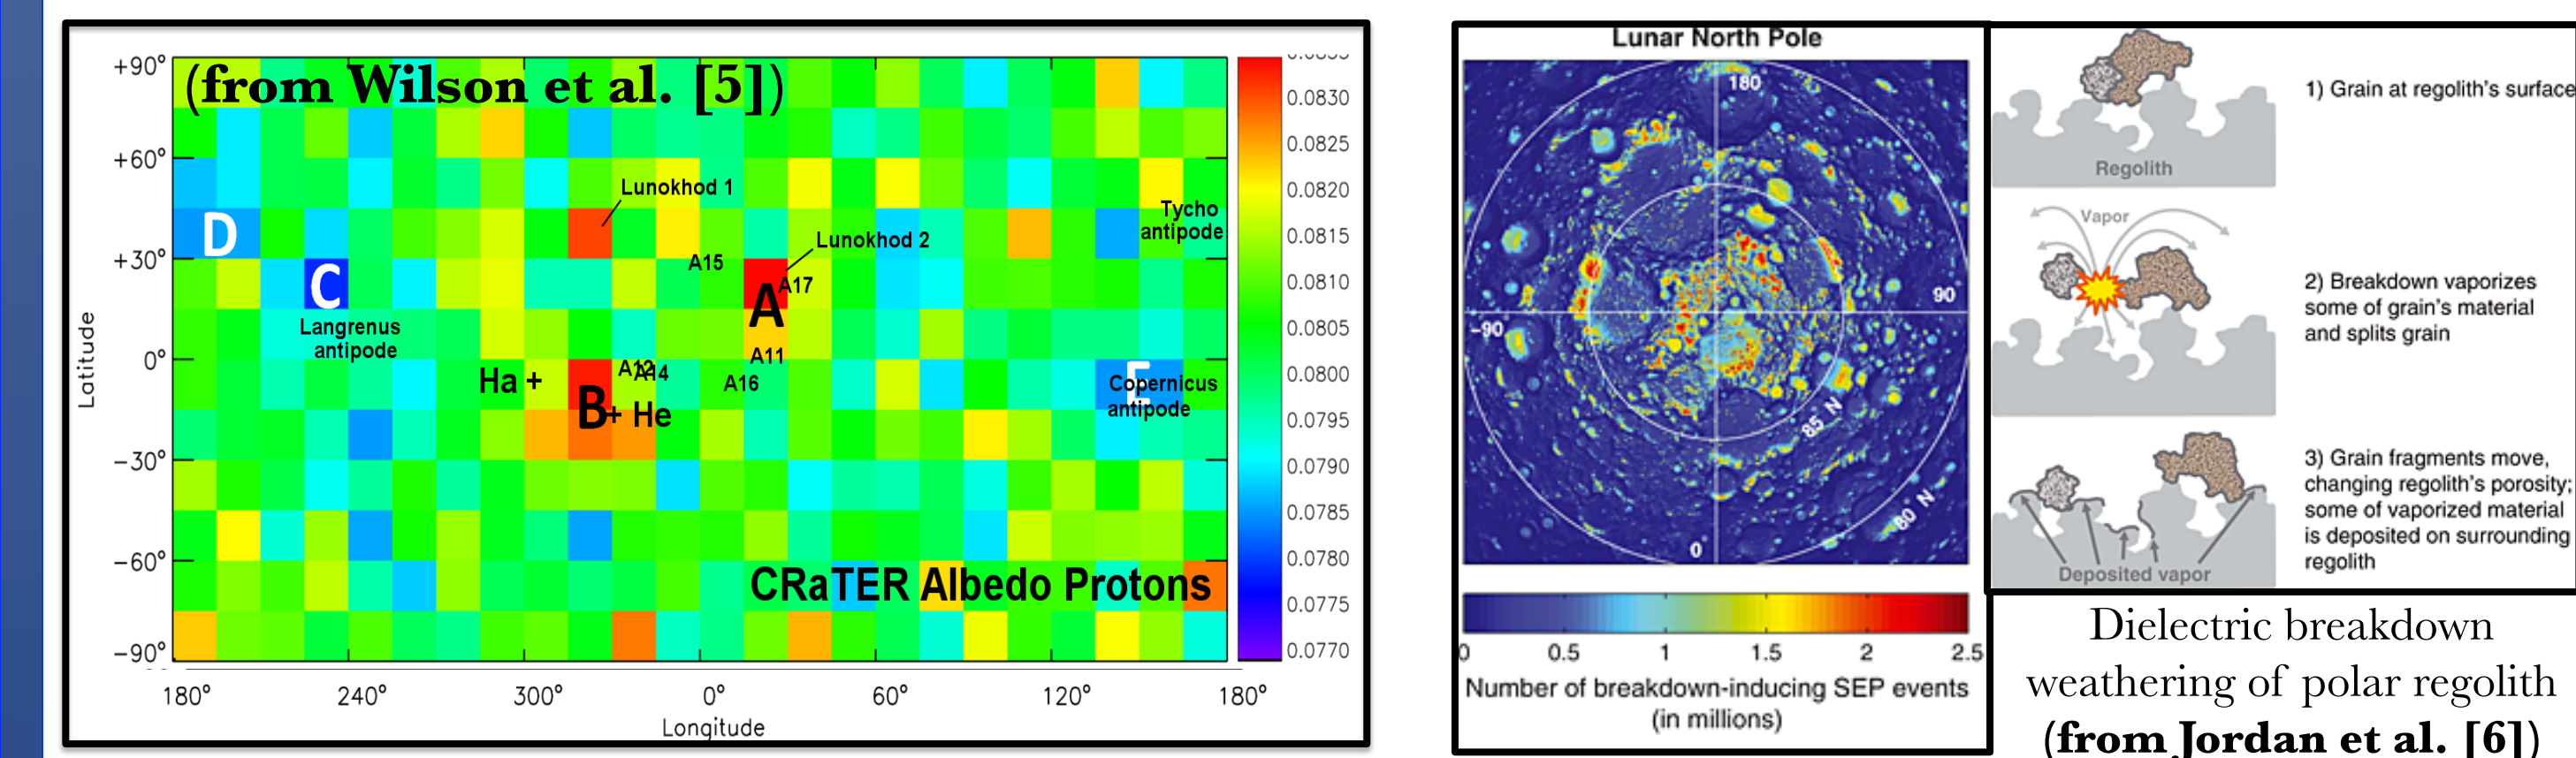 (from Wilson et al. [5])
+90°
+60°
+30°
0°
−30°
−60°
−90°
Latitude
180°
240°
300°
0°
60°
120°
180°
Longitude
Lunokhod 1
Lunokhod 2
Tycho
antipode
D
C
A15
A17
A
Langrenus
antipode
A11
A12
A14
A16
Ha +
B
+ He
E
Copernicus
antipode
CRaTER Albedo Protons
0.0830
0.0825
0.0820
0.0815
0.0810
0.0805
0.0800
0.0795
0.0790
0.0785
0.0780
0.0775
0.0770
Lunar North Pole
180°
90°
−90°
85° N
80° N
0°
0 0.5 1 1.5 2 2.5
Number of breakdown-inducing SEP events
(in millions)
1) Grain at regolith's surface
Regolith
Vapor
2) Breakdown vaporizes
some of grain's material
and splits grain
3) Grain fragments move,
changing regolith's porosity;
some of vaporized material
is deposited on surrounding
regolith
Deposited vapor
Dielectric breakdown
weathering of polar regolith
(from Jordan et al. [6])